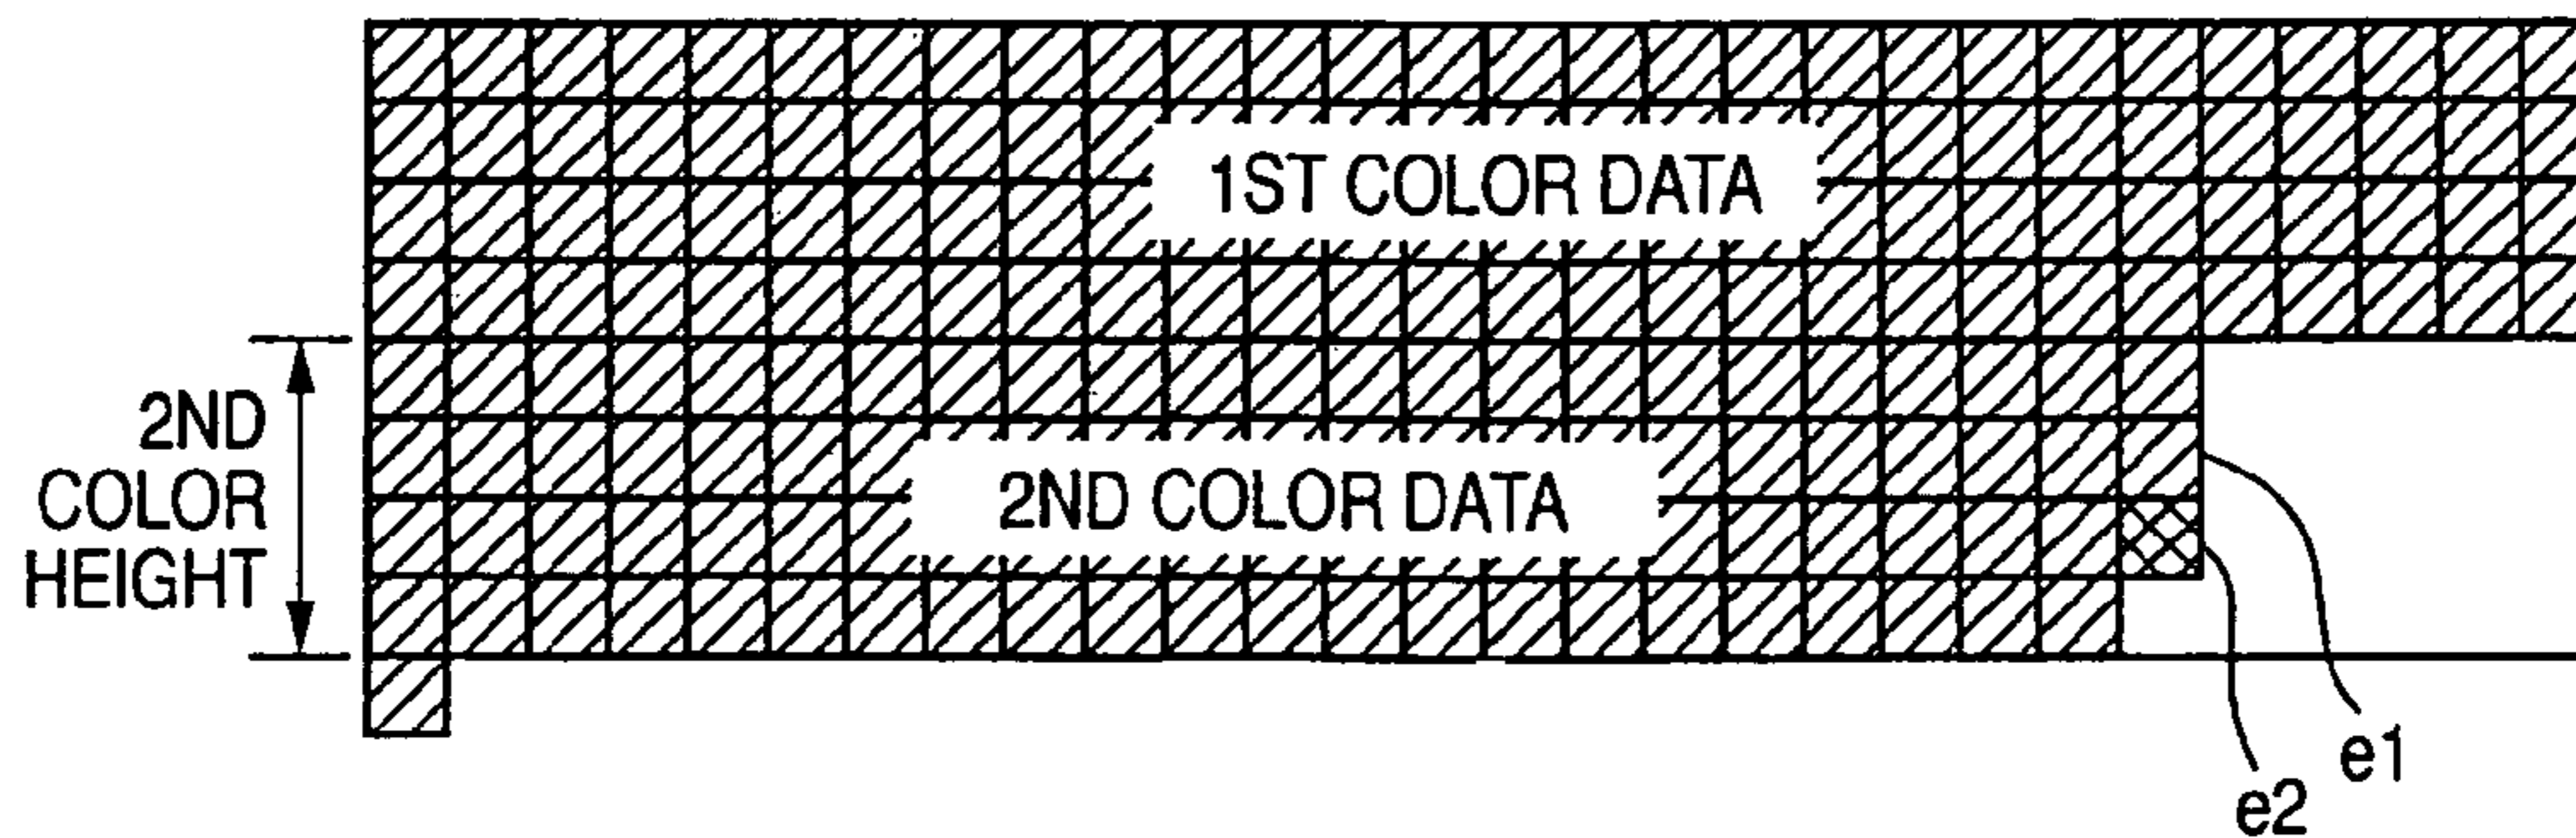 1ST COLOR DATA
2ND
COLOR
HEIGHT
2ND COLOR DATA
e1
e2